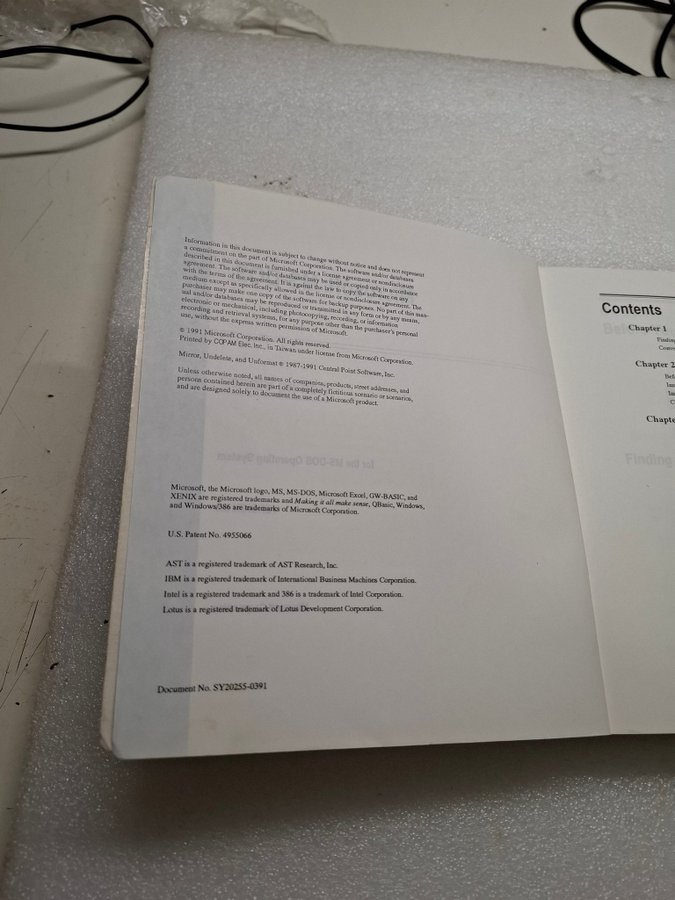 Information in this document is subject to change without notice and does not represent
a commitment on the part of Microsoft Corporation. The software and/or databases
described in this document is furnished under a license agreement or nondisclosure
agreement. The software and/or databases may be used or copied only in accordance
with the terms of the agreement. It is against the law to copy the software on any
medium except as specifically allowed in the license or nondisclosure agreement. The
purchaser may make one copy of the software for backup purposes. No part of this man-
ual and/or databases may be reproduced or transmitted in any form or by any means,
electronic or mechanical, including photocopying, recording, or information
recording and retrieval systems, for any purpose other than the purchaser's personal
use, without the express written permission of Microsoft.
© 1991 Microsoft Corporation. All rights reserved.
Printed by COPAM Elec. Inc., in Taiwan under license from Microsoft Corporation.
Mirror, Undelete, and Unformat © 1987-1991 Central Point Software, Inc.
Unless otherwise noted, all names of companies, products, street addresses, and
persons contained herein are part of a completely fictitious scenario or scenarios,
and are designed solely to document the use of a Microsoft product.
for the MS-DOS Operating System
Microsoft, the Microsoft logo, MS, MS-DOS, Microsoft Excel, GW-BASIC, and
XENIX are registered trademarks and Making it all make sense, QBasic, Windows,
and Windows/386 are trademarks of Microsoft Corporation.
U.S. Patent No. 4955066
AST is a registered trademark of AST Research, Inc.
IBM is a registered trademark of International Business Machines Corporation.
Intel is a registered trademark and 386 is a trademark of Intel Corporation.
Lotus is a registered trademark of Lotus Development Corporation.
Document No. SY20255-0391
Contents
Chapter 1
Chapter 2
Finding